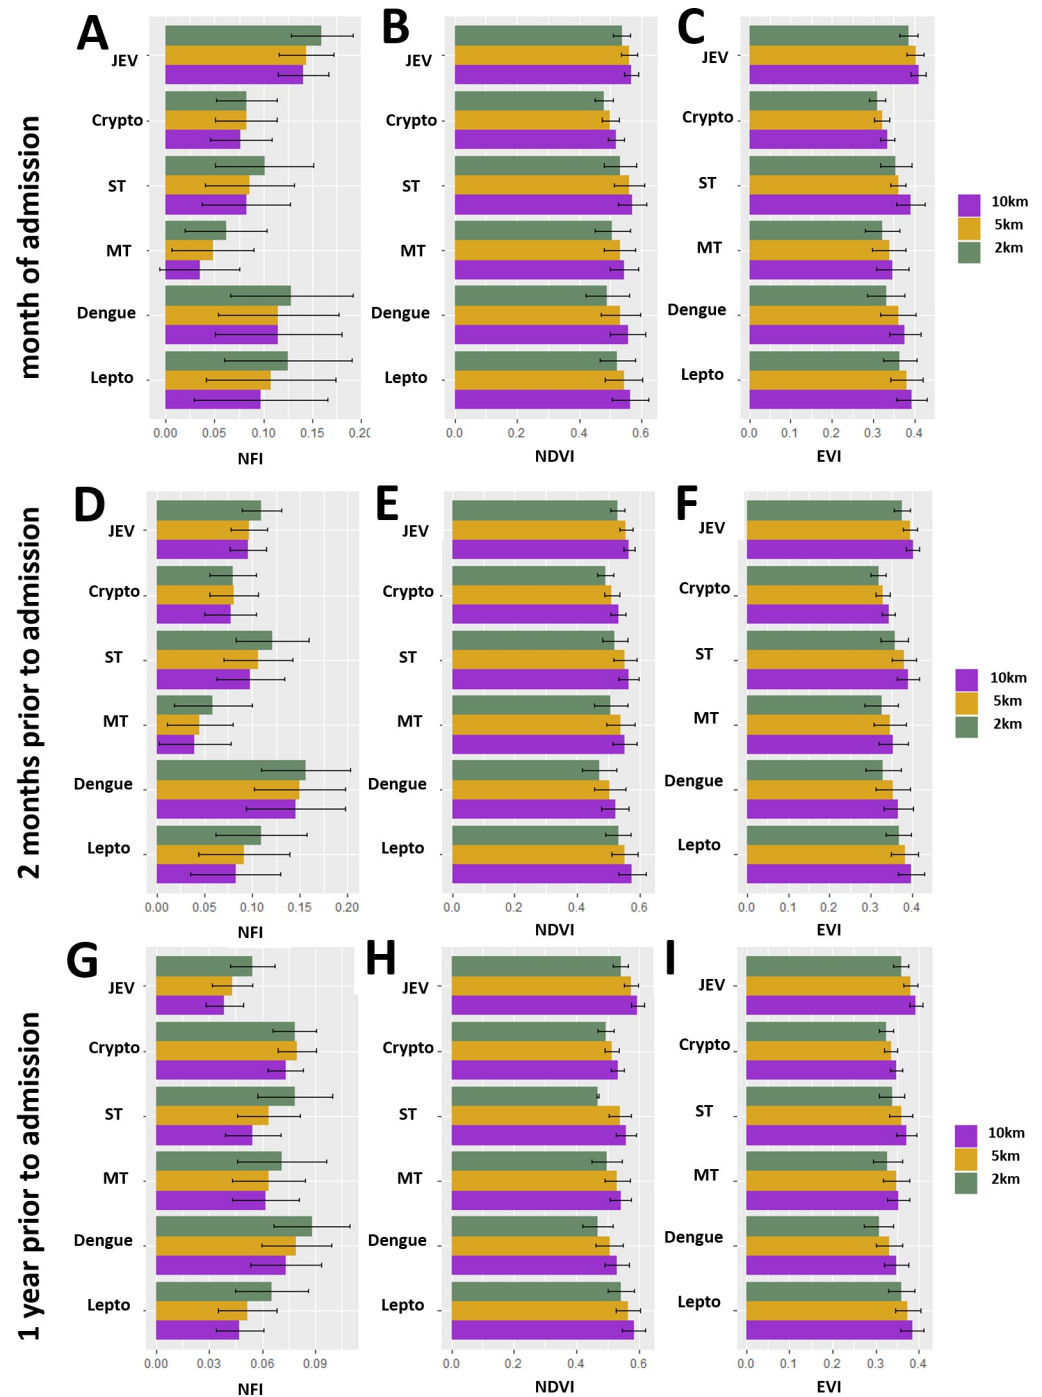 A
B
C
month of admission
JEV
Crypto
ST
MT
Dengue
Lepto
0.00 0.05 0.10 0.15 0.20
NFI
JEV
Crypto
ST
MT
Dengue
Lepto
0.0 0.2 0.4 0.6
NDVI
JEV
Crypto
ST
MT
Dengue
Lepto
0.0 0.1 0.2 0.3 0.4
EVI
10km
5km
2km
D
E
F
2 months prior to admission
JEV
Crypto
ST
MT
Dengue
Lepto
0.00 0.05 0.10 0.15 0.20
NFI
JEV
Crypto
ST
MT
Dengue
Lepto
0.0 0.2 0.4 0.6
NDVI
JEV
Crypto
ST
MT
Dengue
Lepto
0.0 0.1 0.2 0.3 0.4
EVI
10km
5km
2km
G
H
I
1 year prior to admission
JEV
Crypto
ST
MT
Dengue
Lepto
0.00 0.03 0.06 0.09
NFI
JEV
Crypto
ST
MT
Dengue
Lepto
0.0 0.2 0.4 0.6
NDVI
JEV
Crypto
ST
MT
Dengue
Lepto
0.0 0.1 0.2 0.3 0.4
EVI
10km
5km
2km